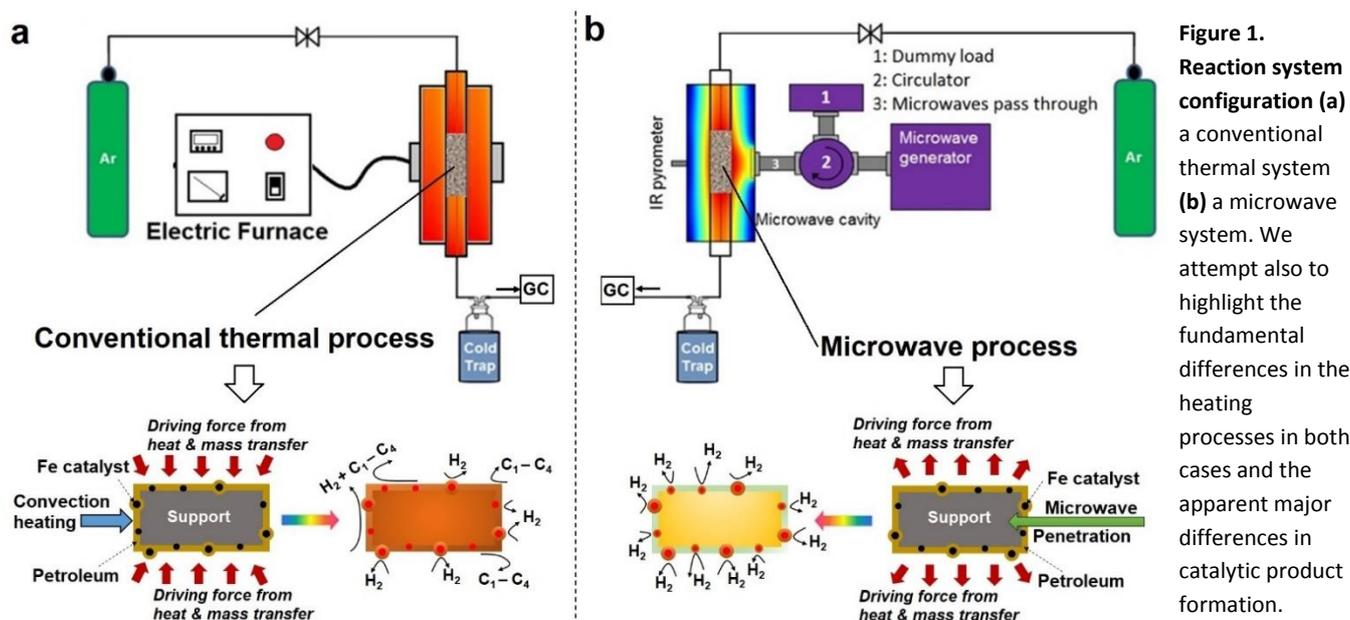 a
Ar
Electric Furnace
GC
Cold
Trap
Conventional thermal process
Driving force from
heat & mass transfer
Fe catalyst
Convection
heating
Support
Petroleum
Driving force from
heat & mass transfer
H₂ + C₁– C₄
H₂
C₁– C₄
H₂
H₂
H₂
C₁– C₄
b
1: Dummy load
2: Circulator
3: Microwaves pass through
1
2
3
Microwave
generator
IR pyrometer
Microwave cavity
Ar
GC
Cold
Trap
Microwave process
H₂
H₂
H₂
H₂
H₂
H₂
H₂
H₂
H₂
H₂
H₂
Driving force from
heat & mass transfer
Fe catalyst
Support
Microwave
Penetration
Petroleum
Driving force from
heat & mass transfer
Figure 1.
Reaction system
configuration (a)
a conventional
thermal system
(b) a microwave
system. We
attempt also to
highlight the
fundamental
differences in the
heating
processes in both
cases and the
apparent major
differences in
catalytic product
formation.